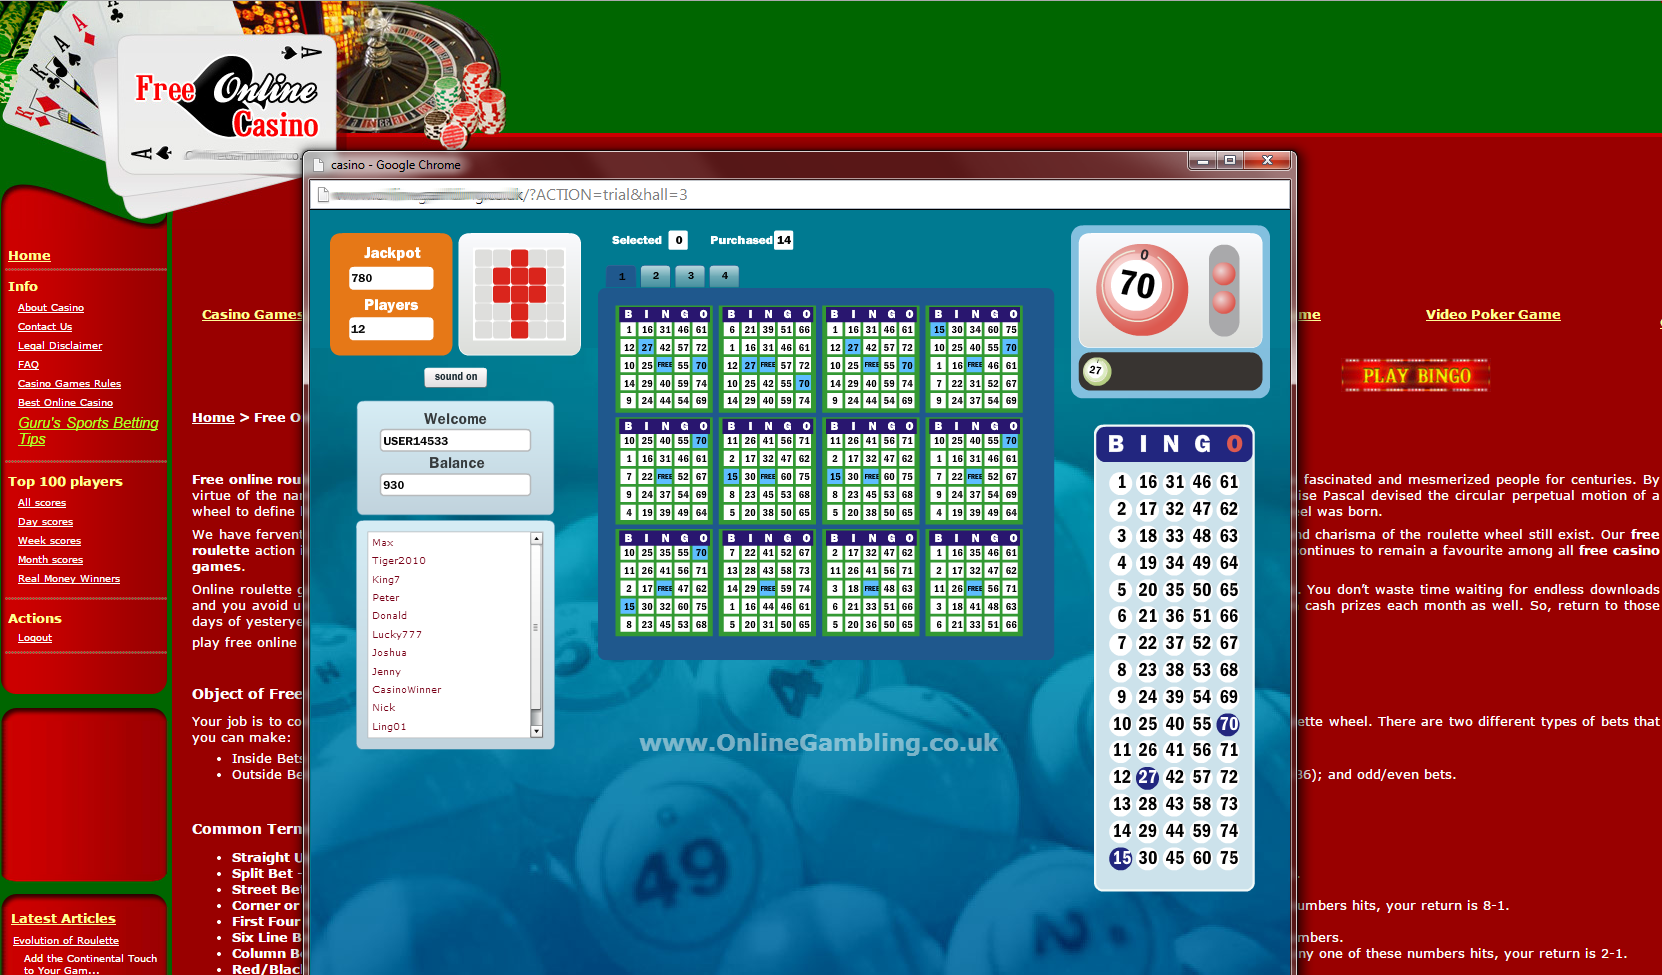 Free Online
Casino
casino - Google Chrome
/?ACTION=trial&hall=3
Home
Info
About Casino
Contact Us
Legal Disclaimer
FAQ
Casino Games Rules
Best Online Casino
Guru's Sports Betting
Tips
Top 100 players
All scores
Day scores
Week scores
Month scores
Real Money Winners
Actions
Logout
Latest Articles
Evolution of Roulette
Add the Continental Touch
to Your Gam...
Casino Games
Video Poker Game
PLAY BINGO
Home > Free O
Free online rou
virtue of the nar
wheel to define
We have fervent
roulette action i
games.
Online roulette g
and you avoid u
days of yesterye
play free online
Object of Free
Your job is to co
you can make:
• Inside Bets
• Outside Be
Common Term
• Straight U
• Split Bet -
• Street Bet
• Corner or
• First Four
• Six Line B
• Column Be
• Red/Blac
fascinated and mesmerized people for centuries. By
ise Pascal devised the circular perpetual motion of a
eel was born.
nd charisma of the roulette wheel still exist. Our free
ontinues to remain a favourite among all free casino
. You don't waste time waiting for endless downloads
cash prizes each month as well. So, return to those
ette wheel. There are two different types of bets that
36); and odd/even bets.
umbers hits, your return is 8-1.
mbers.
ny one of these numbers hits, your return is 2-1.
Jackpot
780
Players
12
sound on
Welcome
USER14533
Balance
930
Max
Tiger2010
King7
Peter
Donald
Lucky777
Joshua
Jenny
CasinoWinner
Nick
Ling01
Selected 0 Purchased 14
1 2 3 4
B I N G O
1 16 31 46 61
12 27 42 57 72
10 25 FREE 55 70
14 29 40 59 74
9 24 44 54 69
B I N G O
6 21 39 51 66
1 16 31 46 61
12 27 FREE 57 72
10 25 42 55 70
14 29 40 59 74
B I N G O
1 16 31 46 61
12 27 42 57 72
10 25 FREE 55 70
14 29 40 59 74
9 24 44 54 69
B I N G O
15 30 34 60 75
10 25 40 55 70
1 16 FREE 46 61
7 22 31 52 67
9 24 37 54 69
B I N G O
10 25 40 55 70
1 16 31 46 61
7 22 FREE 52 67
9 24 37 54 69
4 19 39 49 64
B I N G O
11 26 41 56 71
2 17 32 47 62
15 30 FREE 60 75
8 23 45 53 68
5 20 38 50 65
B I N G O
11 26 41 56 71
2 17 32 47 62
15 30 FREE 60 75
8 23 45 53 68
5 20 38 50 65
B I N G O
10 25 40 55 70
1 16 31 46 61
7 22 FREE 52 67
9 24 37 54 69
4 19 39 49 64
B I N G O
10 25 35 55 70
11 26 41 56 71
2 17 FREE 47 62
15 30 32 60 75
8 23 45 53 68
B I N G O
7 22 41 52 67
13 28 43 58 73
14 29 FREE 59 74
1 16 44 46 61
5 20 31 50 65
B I N G O
2 17 32 47 62
11 26 41 56 71
3 18 FREE 48 63
6 21 33 51 66
5 20 36 50 65
B I N G O
1 16 35 46 61
2 17 32 47 62
11 26 FREE 56 71
3 18 41 48 63
6 21 33 51 66
www.OnlineGambling.co.uk
49
O
70
27
B I N G O
1 16 31 46 61
2 17 32 47 62
3 18 33 48 63
4 19 34 49 64
5 20 35 50 65
6 21 36 51 66
7 22 37 52 67
8 23 38 53 68
9 24 39 54 69
10 25 40 55 70
11 26 41 56 71
12 27 42 57 72
13 28 43 58 73
14 29 44 59 74
15 30 45 60 75